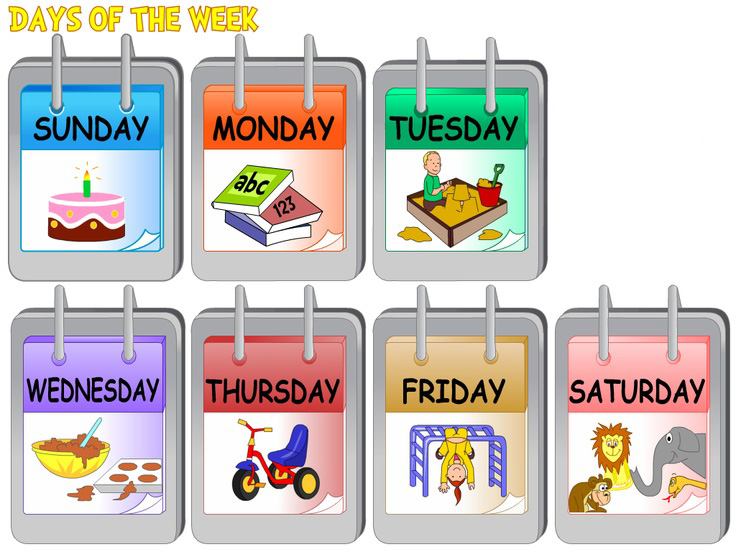 DAYS OF THE WEEK
SUNDAY
MONDAY
TUESDAY
abc
123
WEDNESDAY
THURSDAY
FRIDAY
SATURDAY